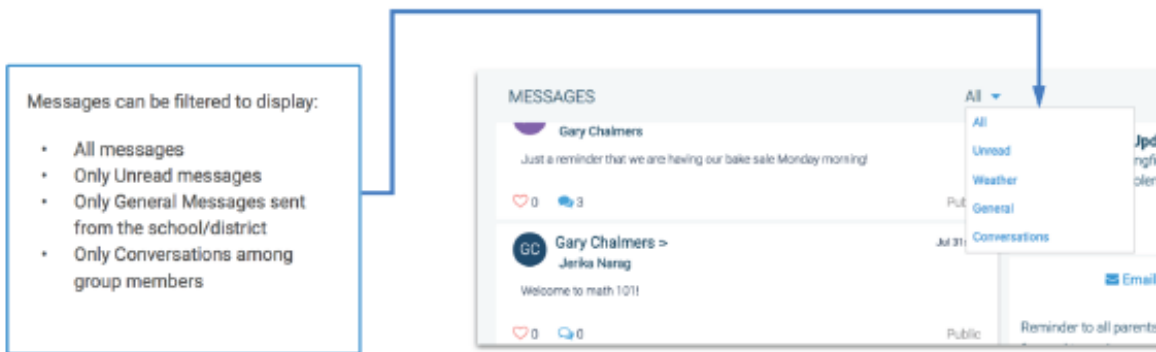 Messages can be filtered to display:
• All messages
• Only Unread messages
• Only General Messages sent
from the school/district
• Only Conversations among
group members
MESSAGES
All
Gary Chalmers
Just a reminder that we are having our bake sale Monday morning!
0 3
GC
Gary Chalmers >
Jul 31
Jerika Narag
Welcome to math 101!
0 0
Public
All
Unread
Weather
General
Conversations
Email
Reminder to all parents